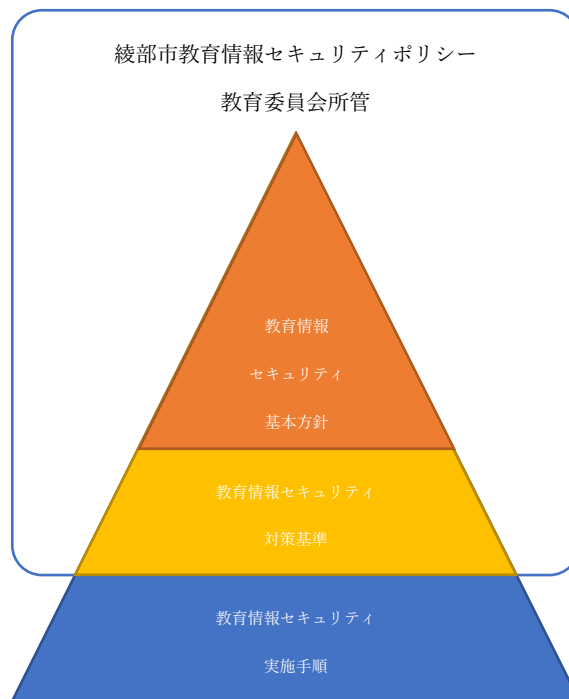 綾部市教育情報セキュリティポリシー
教育委員会所管
教育情報
セキュリティ
基本方針
教育情報セキュリティ
対策基準
教育情報セキュリティ
実施手順